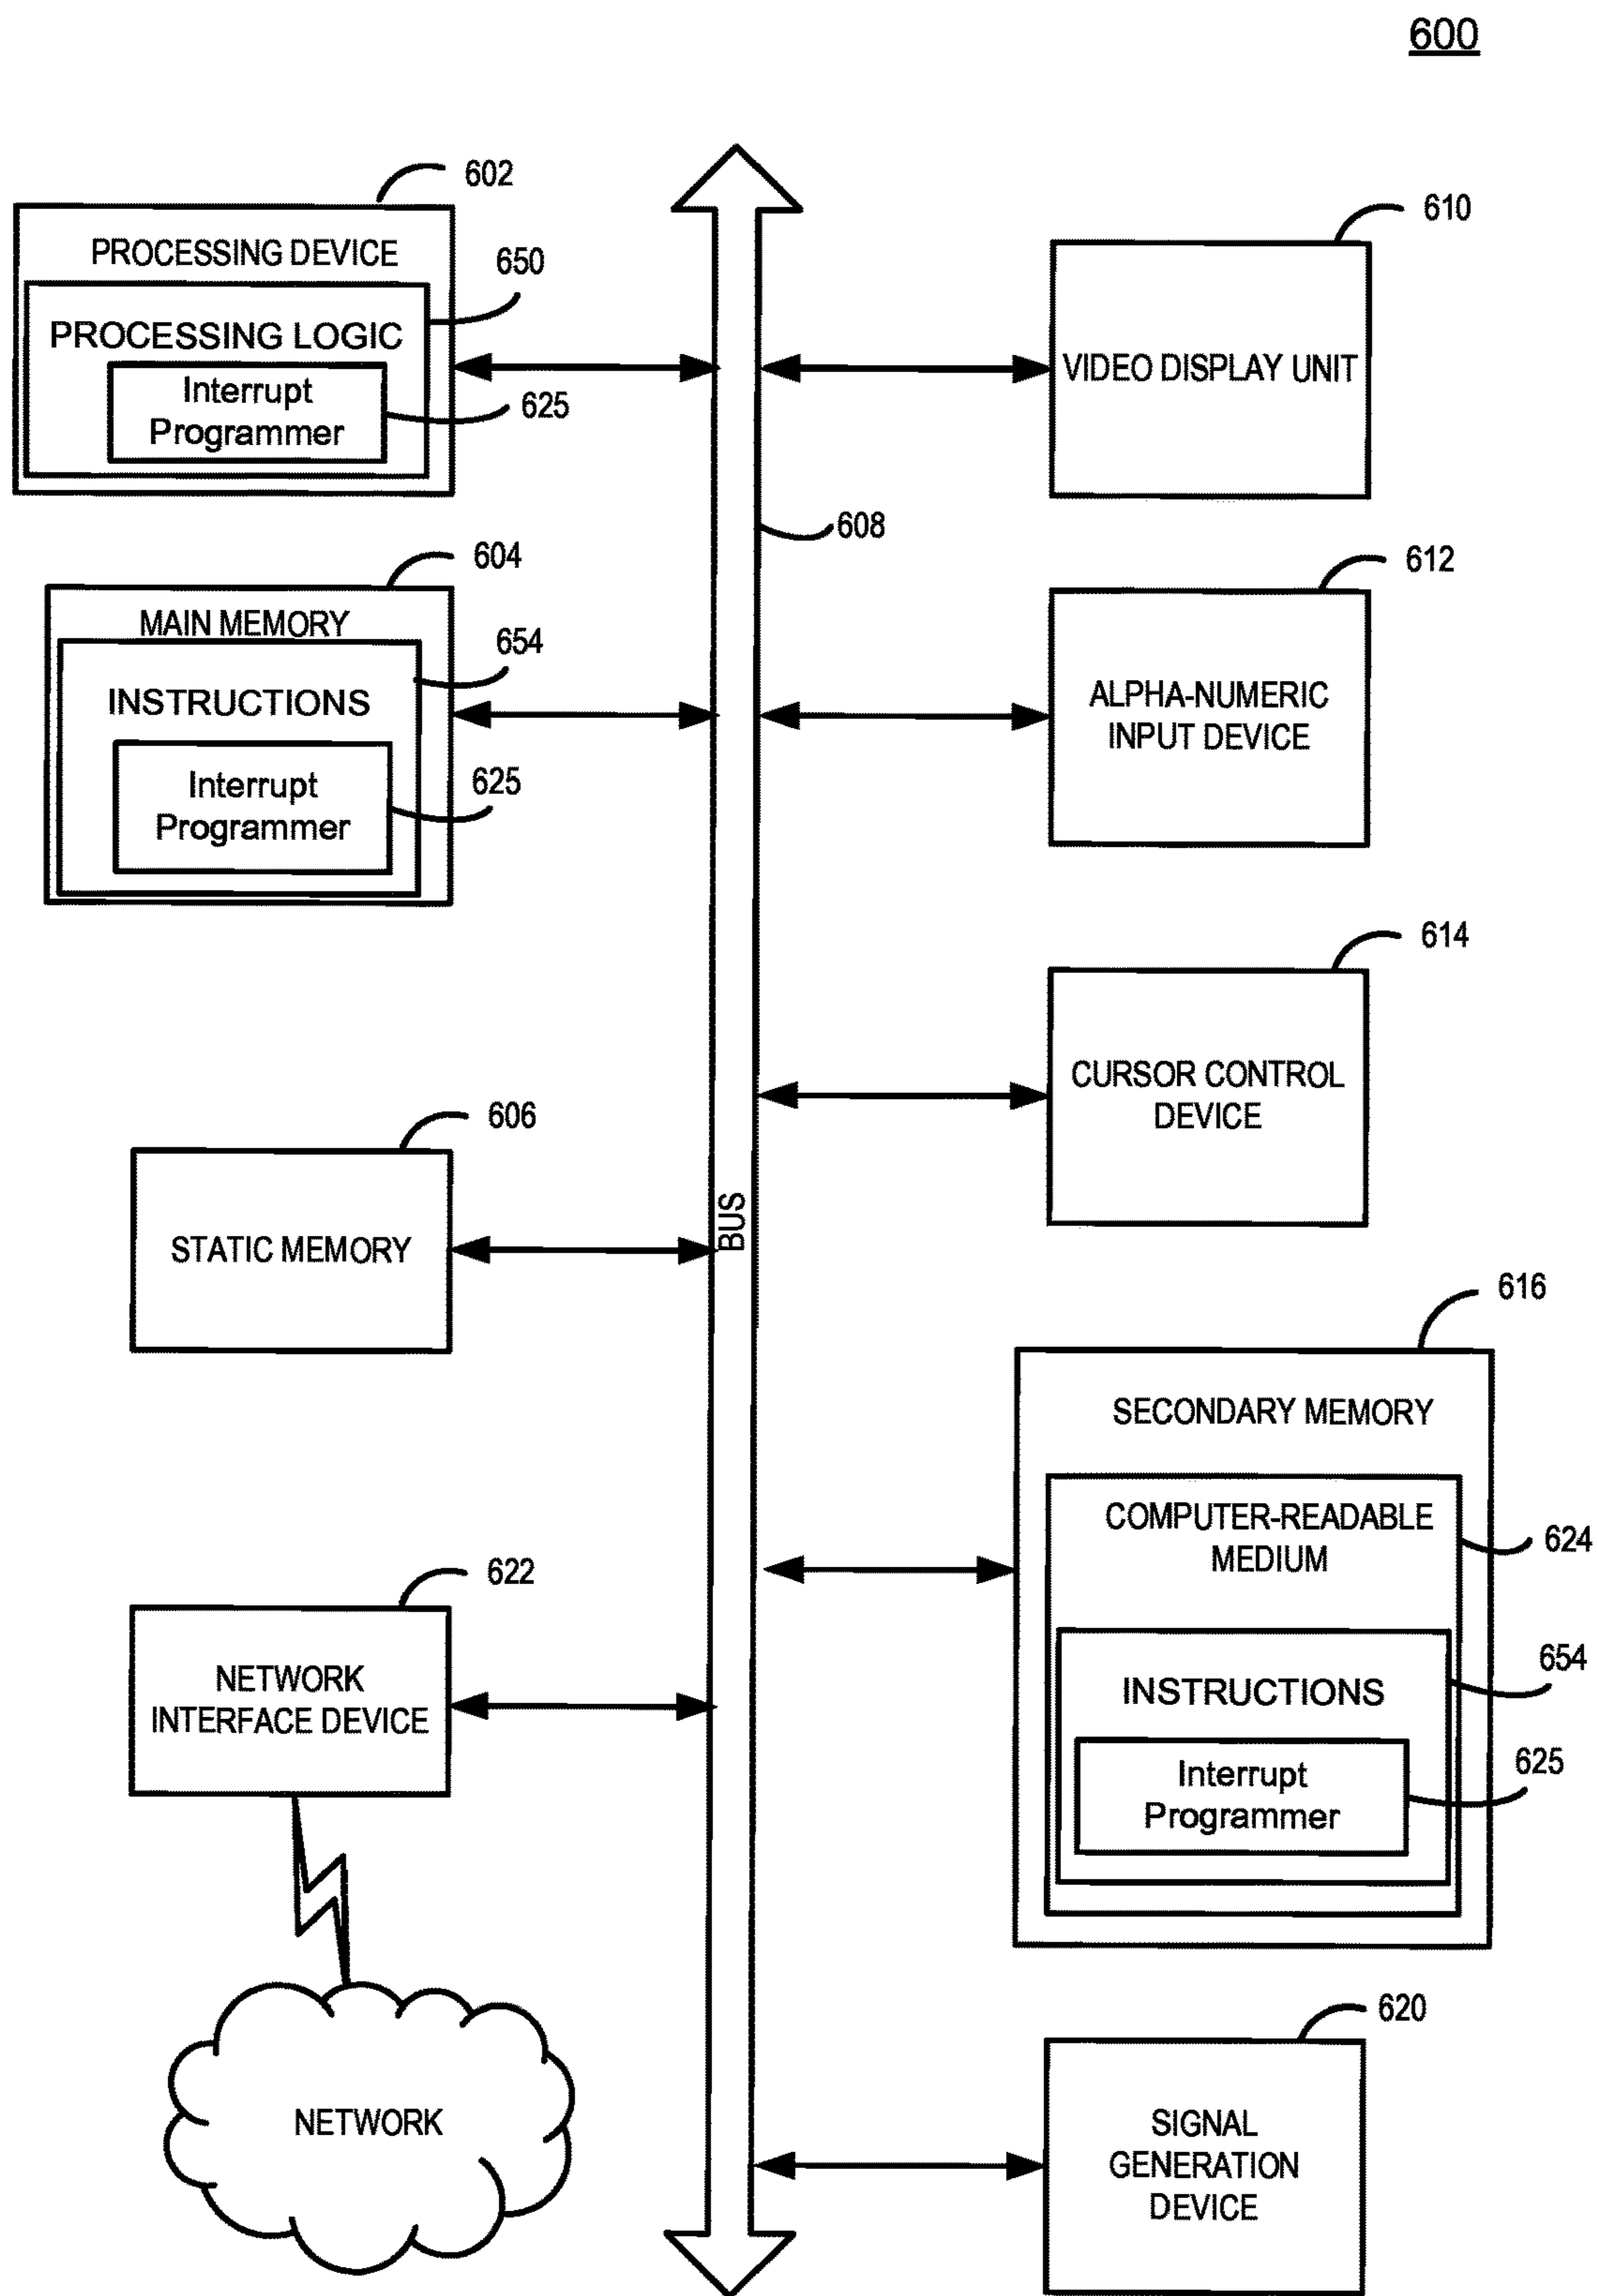 600
602
PROCESSING DEVICE
650
PROCESSING LOGIC
Interrupt
Programmer
625
604
MAIN MEMORY
654
INSTRUCTIONS
Interrupt
Programmer
625
606
STATIC MEMORY
622
NETWORK
INTERFACE DEVICE
NETWORK
BUS
608
610
VIDEO DISPLAY UNIT
612
ALPHA-NUMERIC
INPUT DEVICE
614
CURSOR CONTROL
DEVICE
616
SECONDARY MEMORY
COMPUTER-READABLE
MEDIUM
624
654
INSTRUCTIONS
625
Interrupt
Programmer
620
SIGNAL
GENERATION
DEVICE